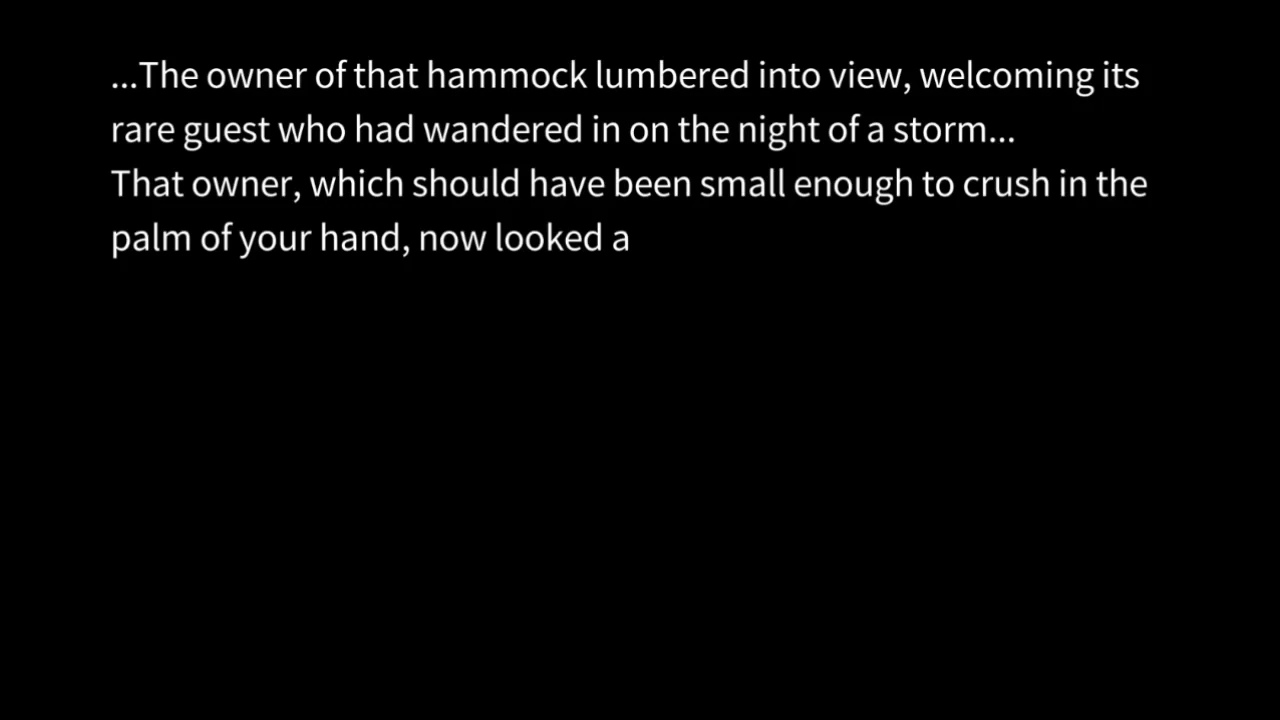 ...The owner of that hammock lumbered into view, welcoming its
rare guest who had wandered in on the night of a storm...
That owner, which should have been small enough to crush in the
palm of your hand, now looked a